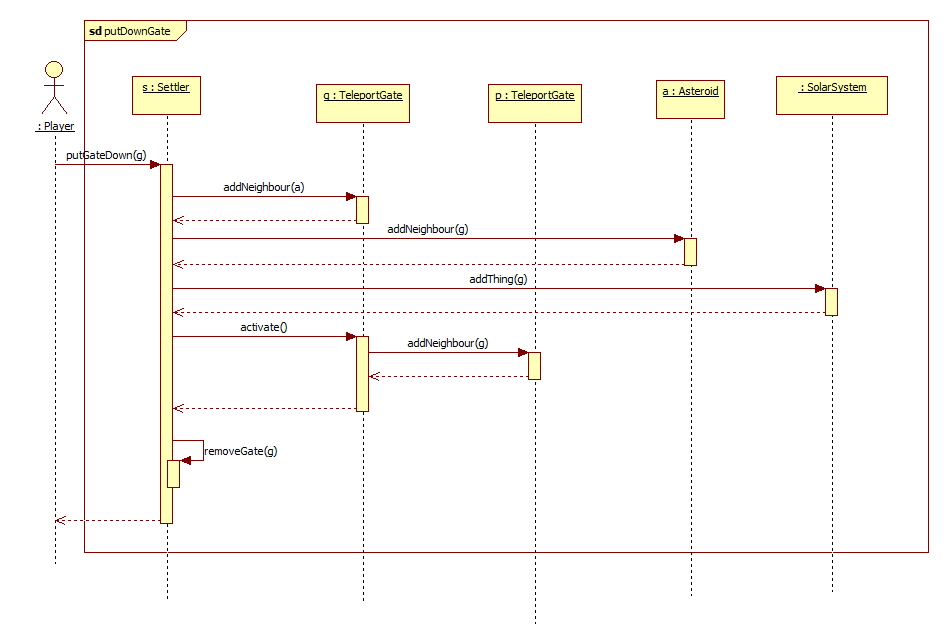 sd putDownGate
: Player
s : Settler
g : TeleportGate
p : TeleportGate
a : Asteroid
: SolarSystem
putGateDown(g)
addNeighbour(a)
addNeighbour(g)
addThing(g)
activate()
addNeighbour(g)
removeGate(g)